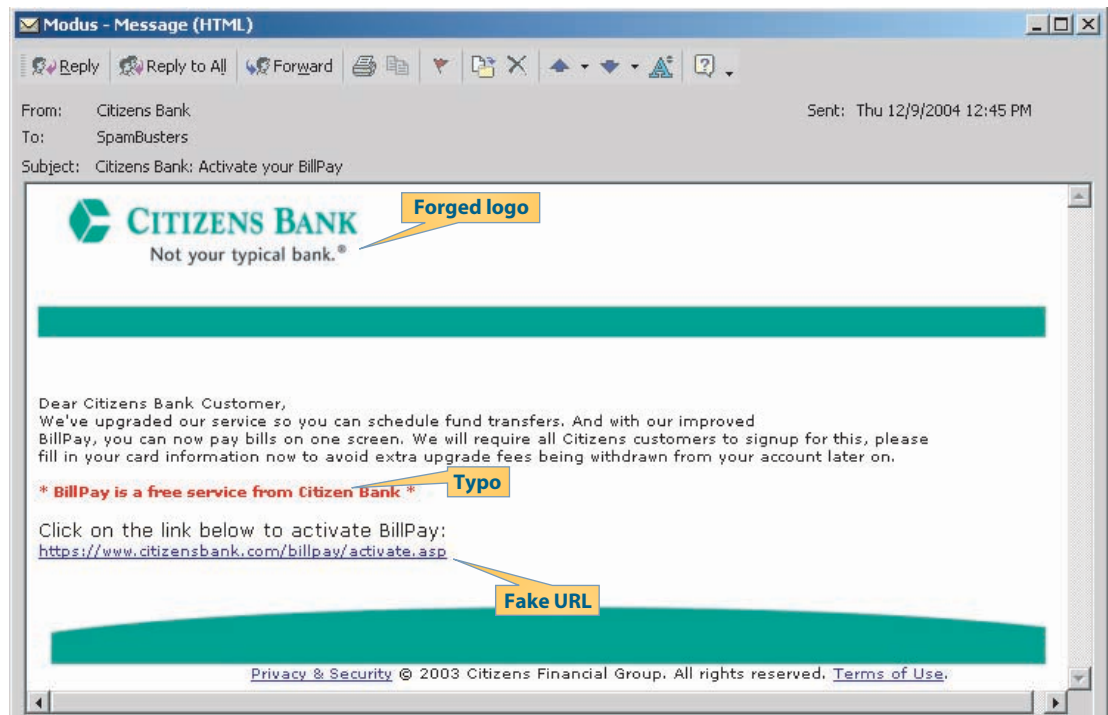 Modus - Message (HTML)
Reply Reply to All Forward
From: Citizens Bank Sent: Thu 12/9/2004 12:45 PM
To: SpamBusters
Subject: Citizens Bank: Activate your BillPay
CITIZENS BANK
Not your typical bank.®
Forged logo
Dear Citizens Bank Customer,
We've upgraded our service so you can schedule fund transfers. And with our improved
BillPay, you can now pay bills on one screen. We will require all Citizens customers to signup for this, please
fill in your card information now to avoid extra upgrade fees being withdrawn from your account later on.
* BillPay is a free service from Citizen Bank *
Typo
Click on the link below to activate BillPay:
https://www.citizensbank.com/billpay/activate.asp
Fake URL
Privacy & Security © 2003 Citizens Financial Group. All rights reserved. Terms of Use.